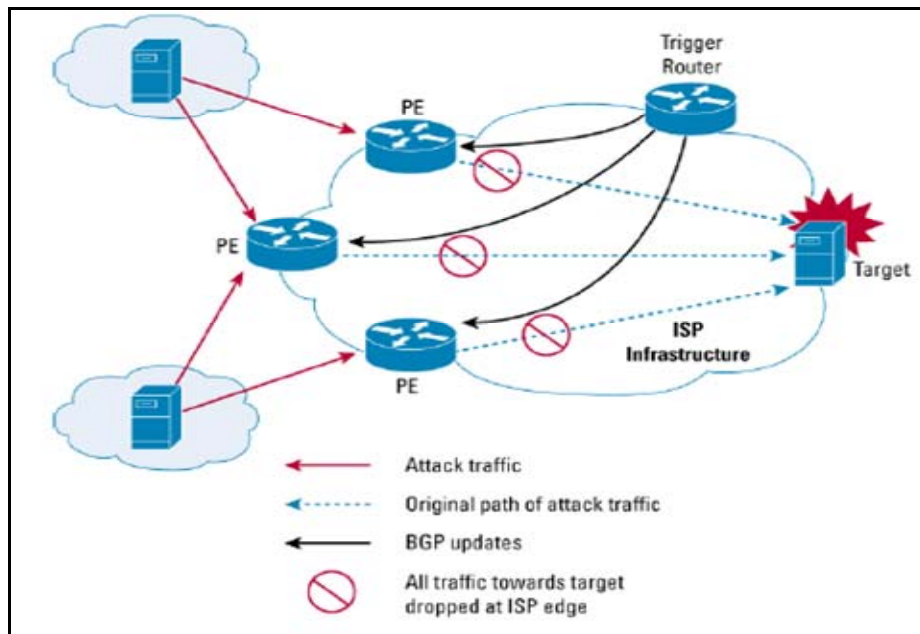 Trigger
Router
PE
PE
Target
ISP
Infrastructure
PE
Attack traffic
Original path of attack traffic
BGP updates
All traffic towards target
dropped at ISP edge